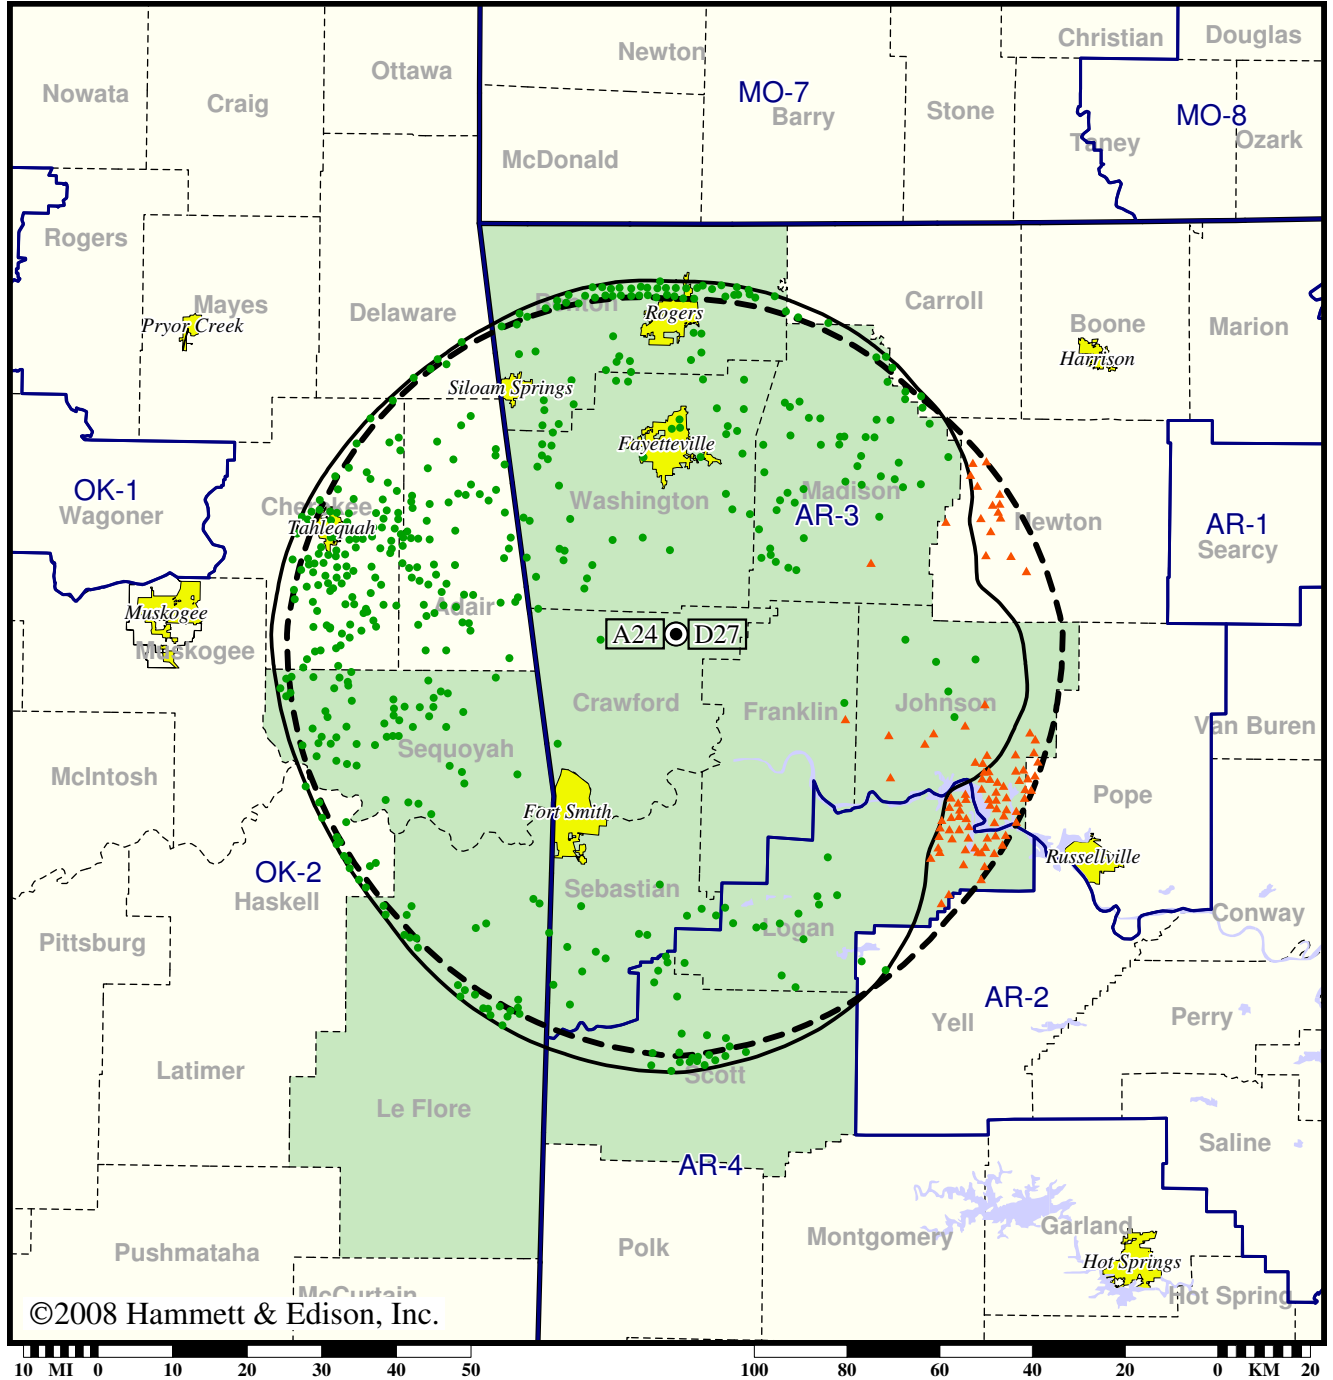 Christian
Douglas
Newton
Ottawa
MO-7
Nowata
Craig
Barry
Stone
MO-8
Taney
Ozark
McDonald
Rogers
Mayes
Delaware
Benton
Rogers
Carroll
Boone
Marion
Pryor Creek
Harrison
Siloam Springs
Fayetteville
OK-1
Wagoner
Cherokee
Tahlequah
Washington
Madison
AR-3
Newton
AR-1
Searcy
Muskogee
Muskogee
Adair
A24
D27
Crawford
Franklin
Johnson
Van Buren
Sequoyah
McIntosh
Pope
Fort Smith
Russellville
OK-2
Haskell
Sebastian
Logan
Conway
Pittsburg
AR-2
Yell
Perry
Latimer
Scott
Le Flore
Saline
AR-4
Polk
Montgomery
Garland
Pushmataha
Hot Springs
McCurtain
Hot Spring
©2008 Hammett & Edison, Inc.
10 MI 0 10 20 30 40 50 100 80 60 40 20 0 KM 20